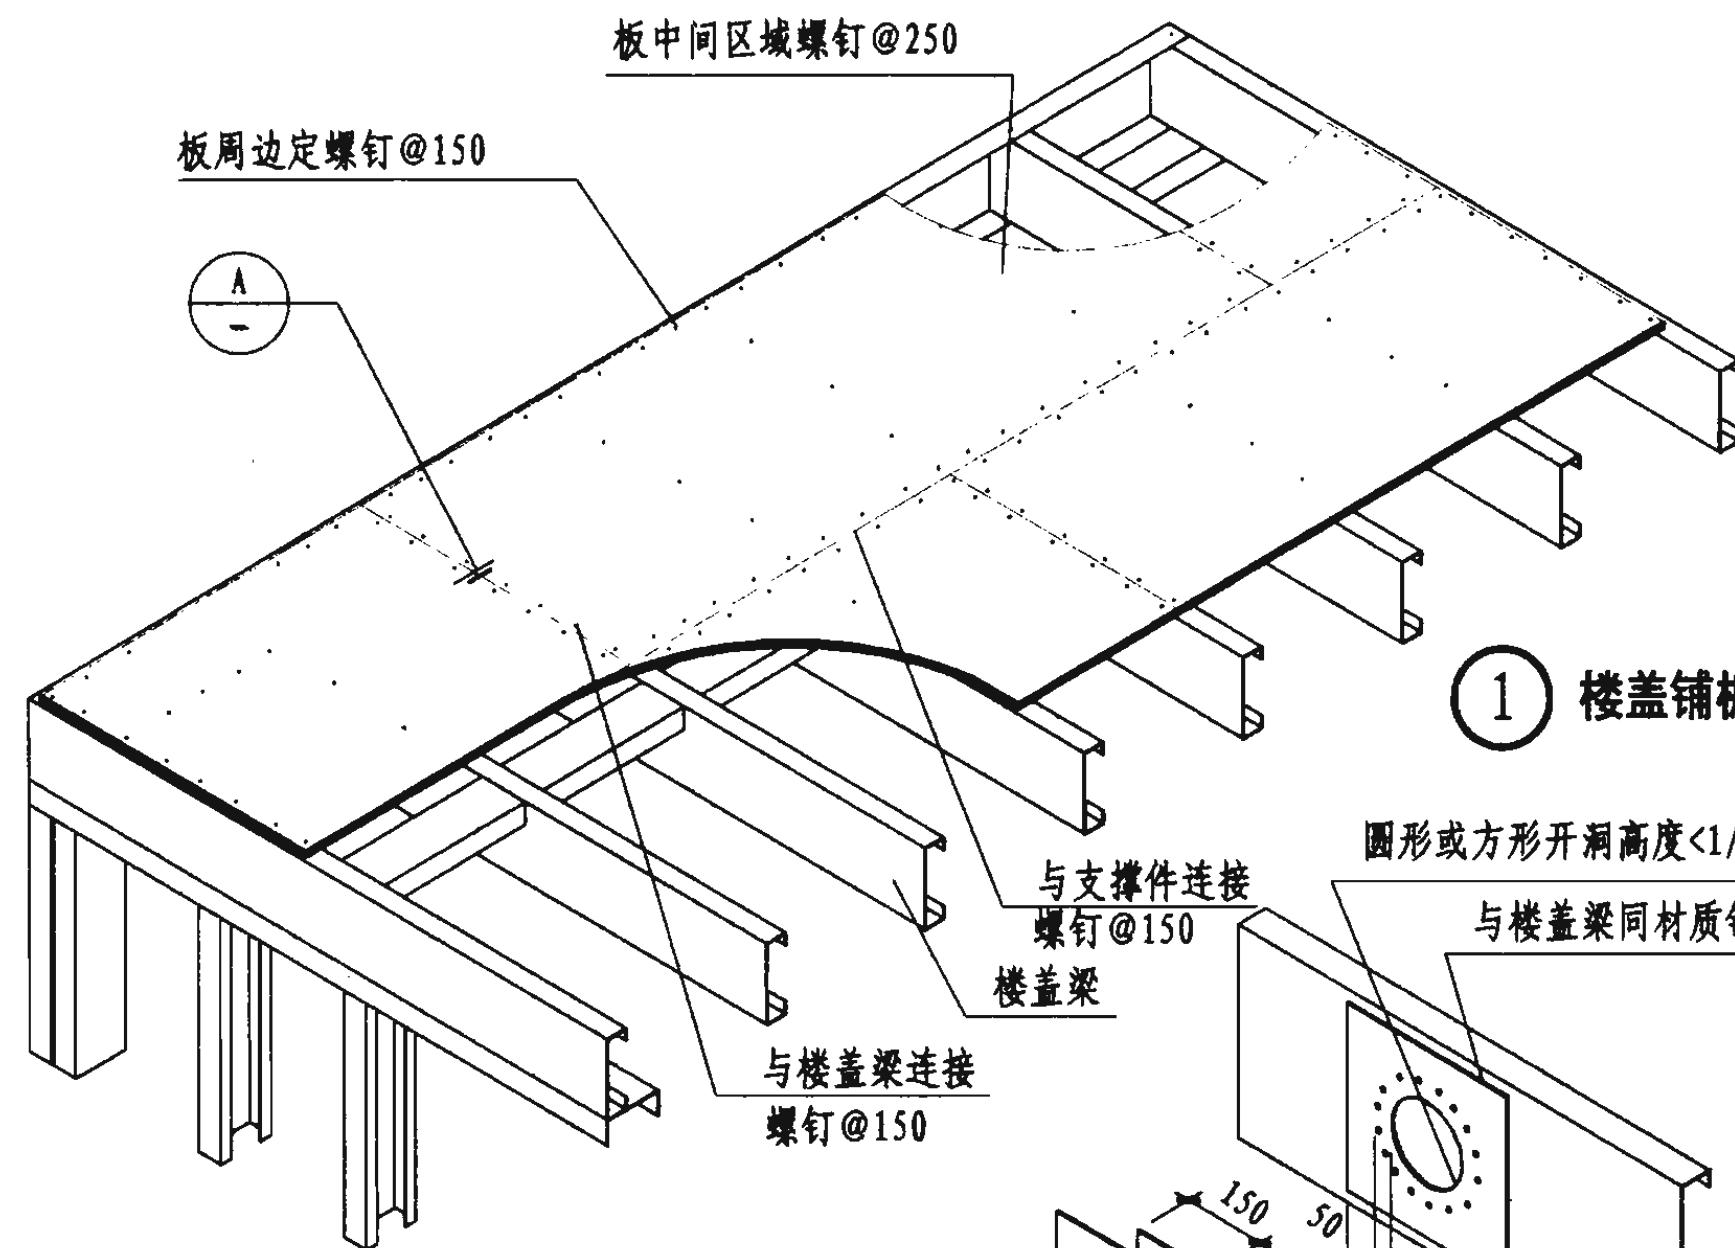 板中间区域螺钉@250
板周边定螺钉@150
A
-
1
楼盖铺
圆形或方形开洞高度<1/
与支撑件连接
螺钉@150
与楼盖梁同材质
楼盖梁
与楼盖梁连接
螺钉@150
150
50